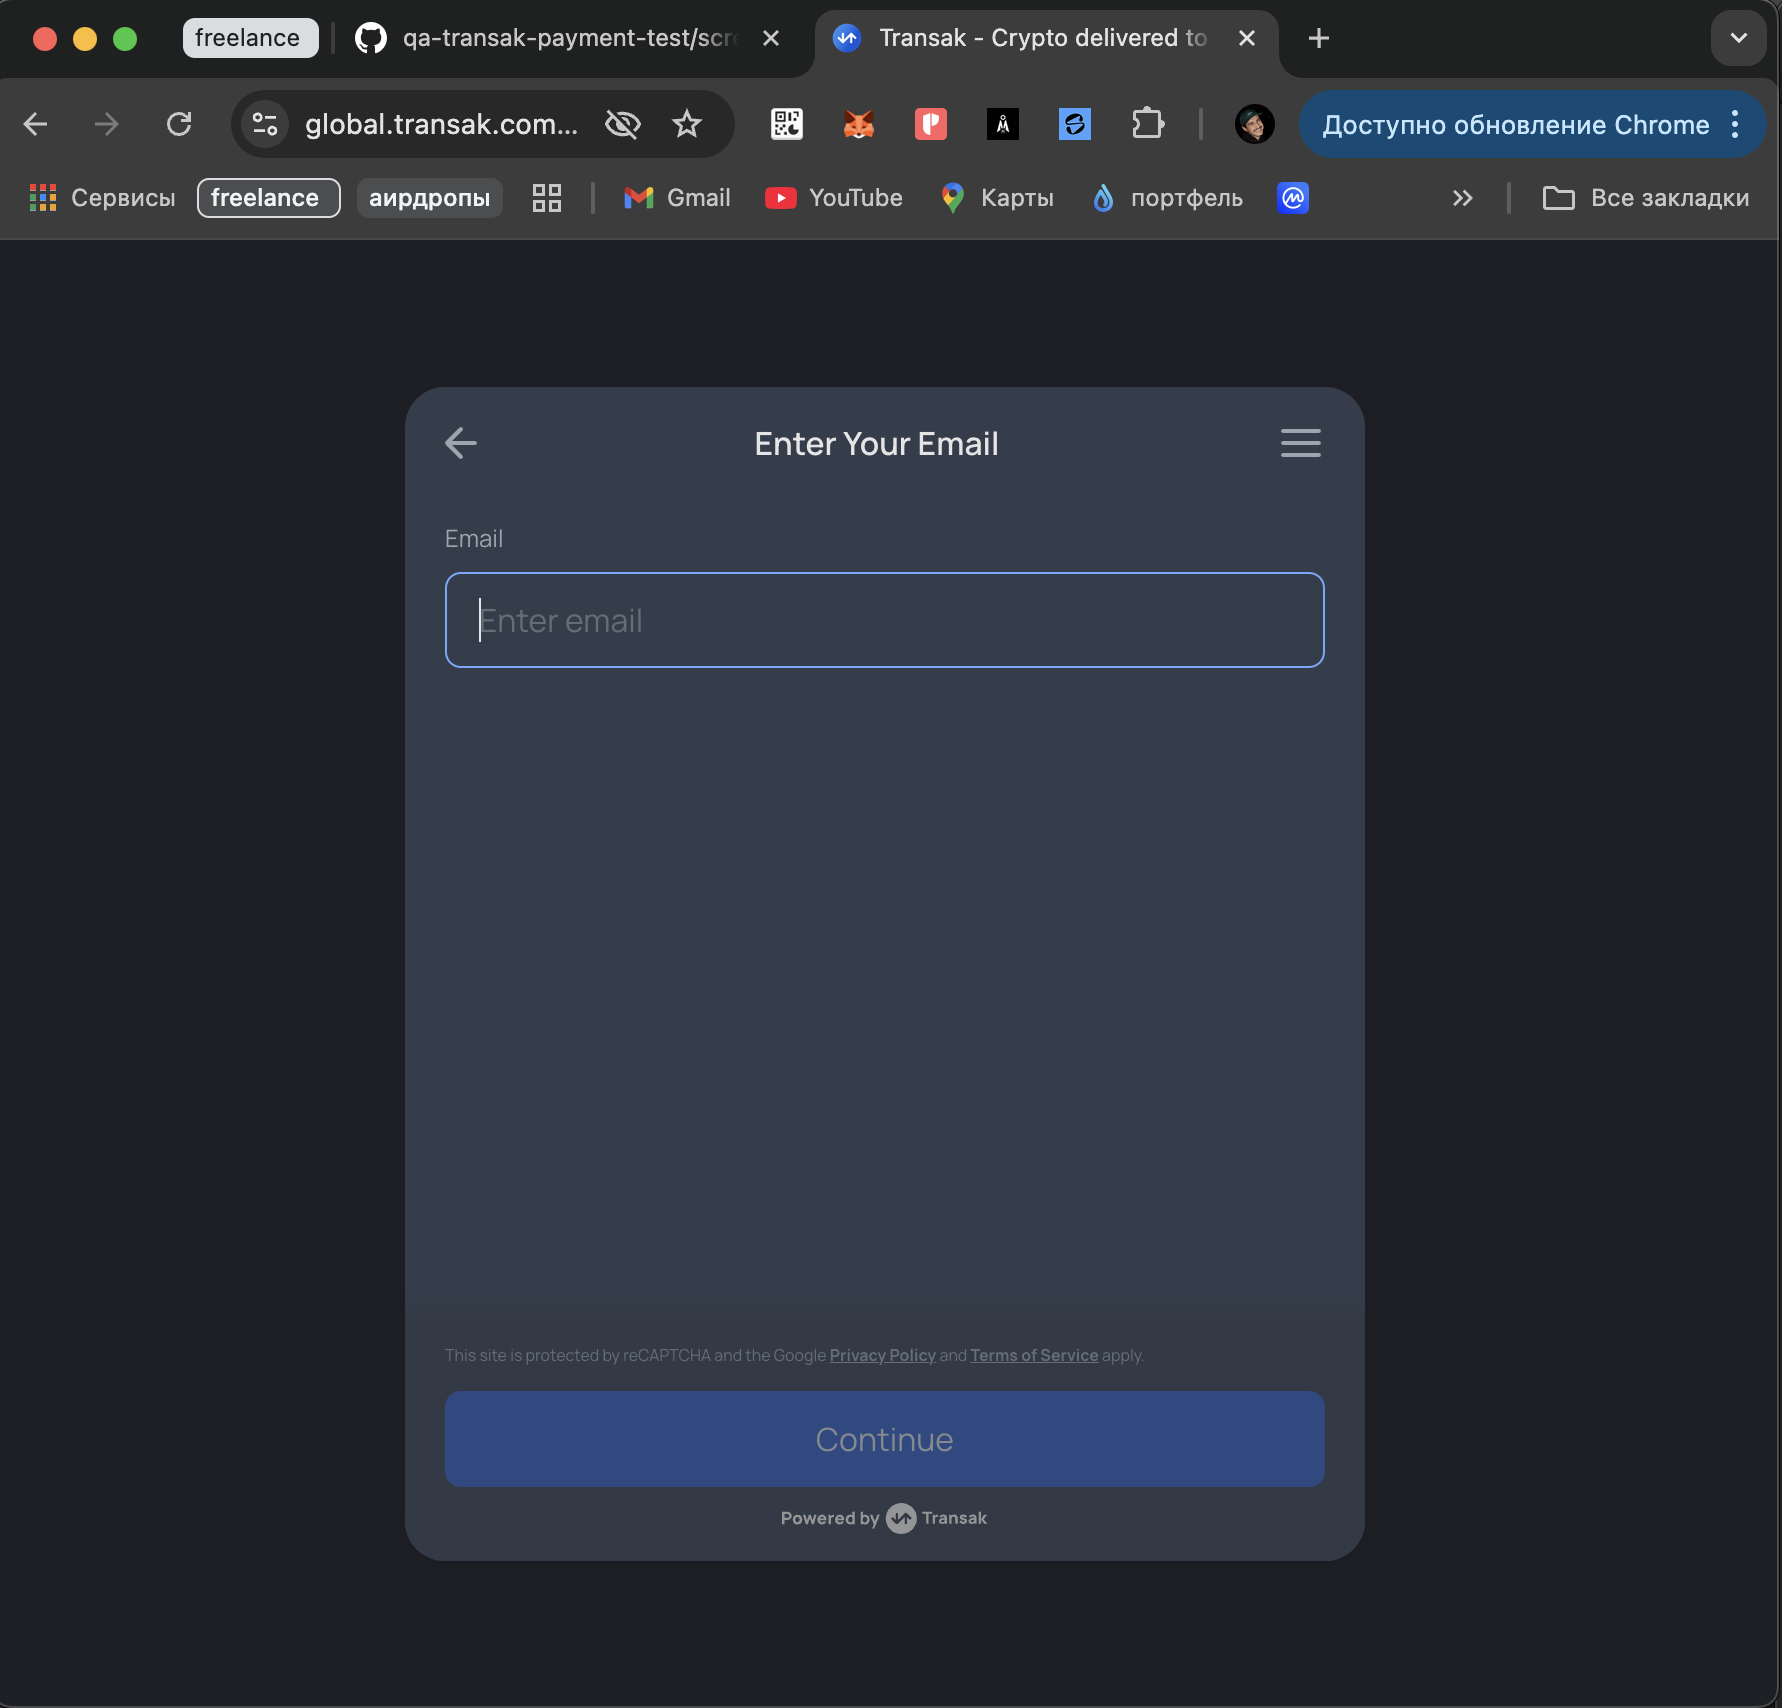 freelance
qa-transak-payment-test/scre
Transak - Crypto delivered to
global.transak.com...
Доступно обновление Chrome
Сервисы
freelance
аирдропы
Gmail
YouTube
Карты
портфель
Все закладки
Enter Your Email
Email
Enter email
This site is protected by reCAPTCHA and the Google Privacy Policy and Terms of Service apply.
Continue
Powered by Transak